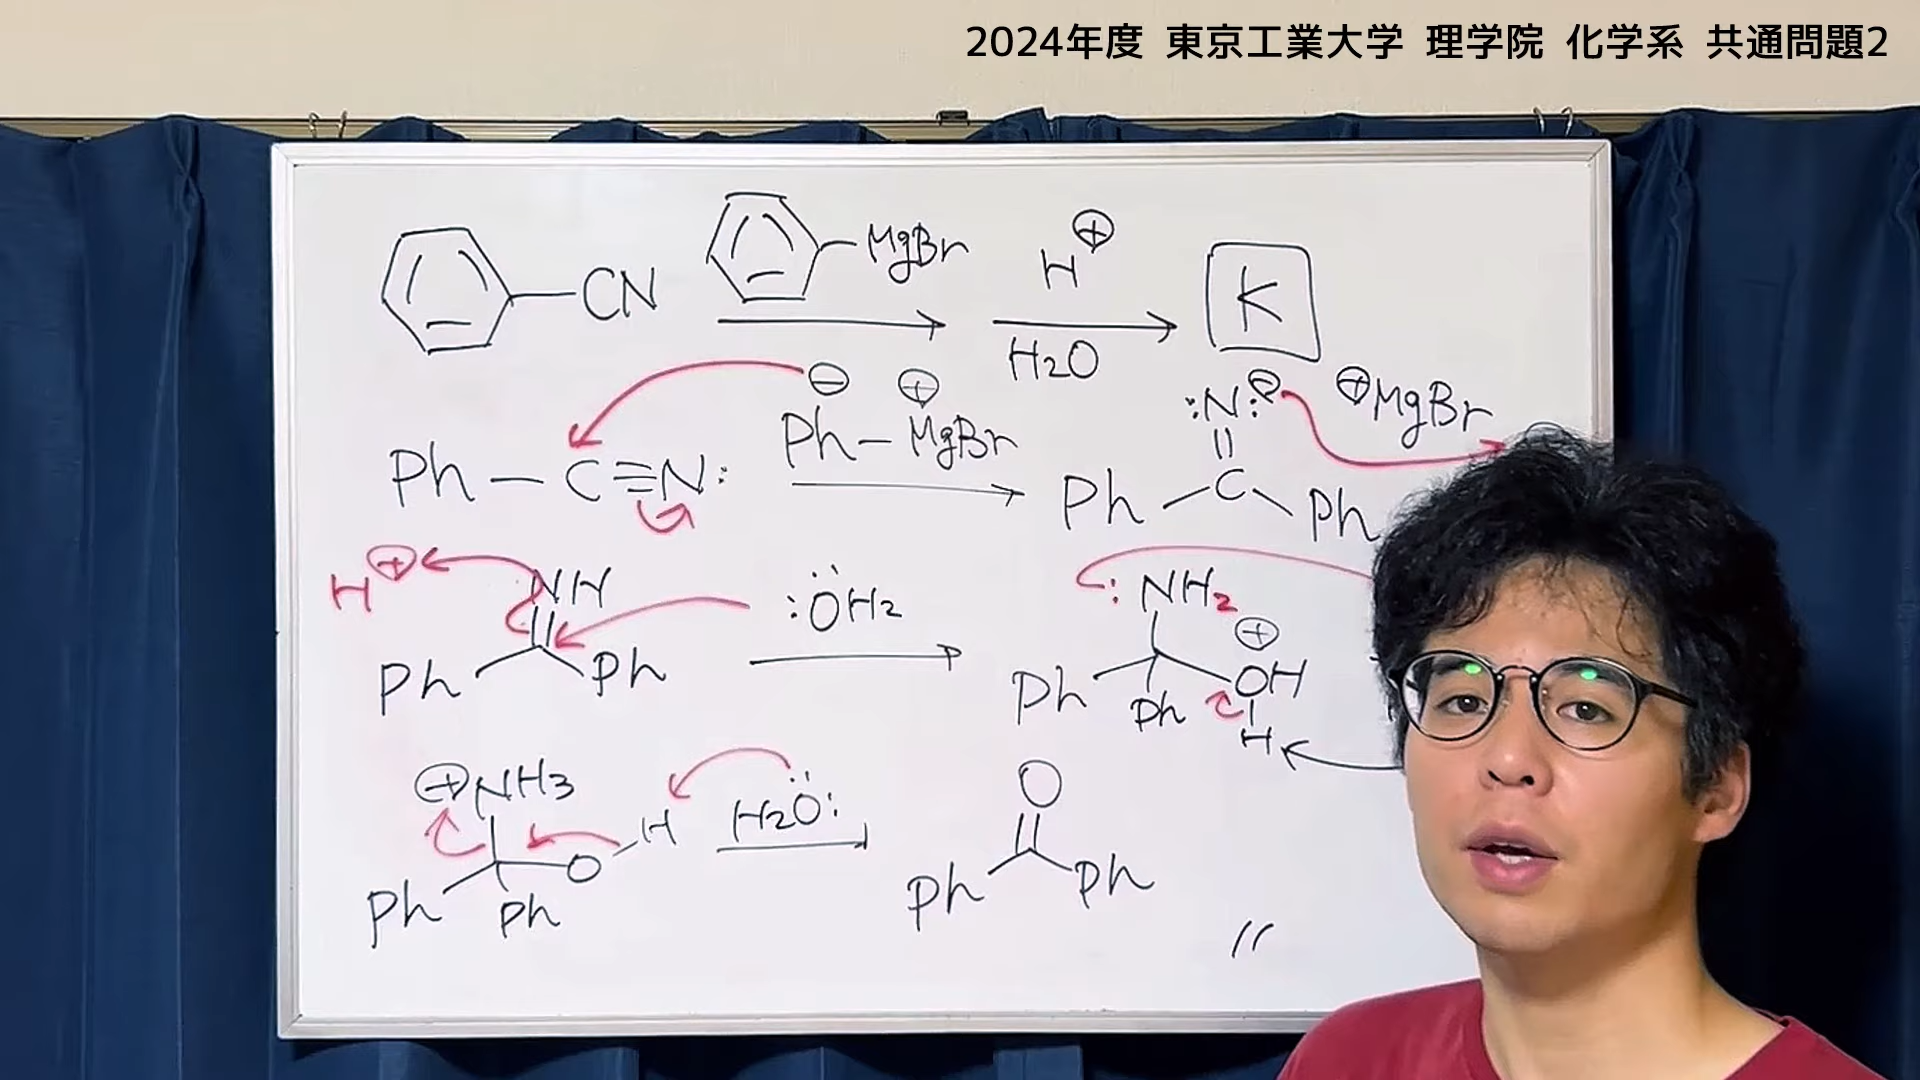 2024年度 東京工業大学 理学院 化学系 共通問題2
CN
MgBr
H⊕
H2O
K
Ph – C ≡ N:
⊖ ⊕
Ph – MgBr
:N:⊖ ⊕MgBr
Ph C Ph
H⊕
NH
Ph Ph
:ÖH2
:NH2
⊕
Ph Ph OH
H
⊕NH3
Ph Ph O H
H2Ö:
O
Ph Ph